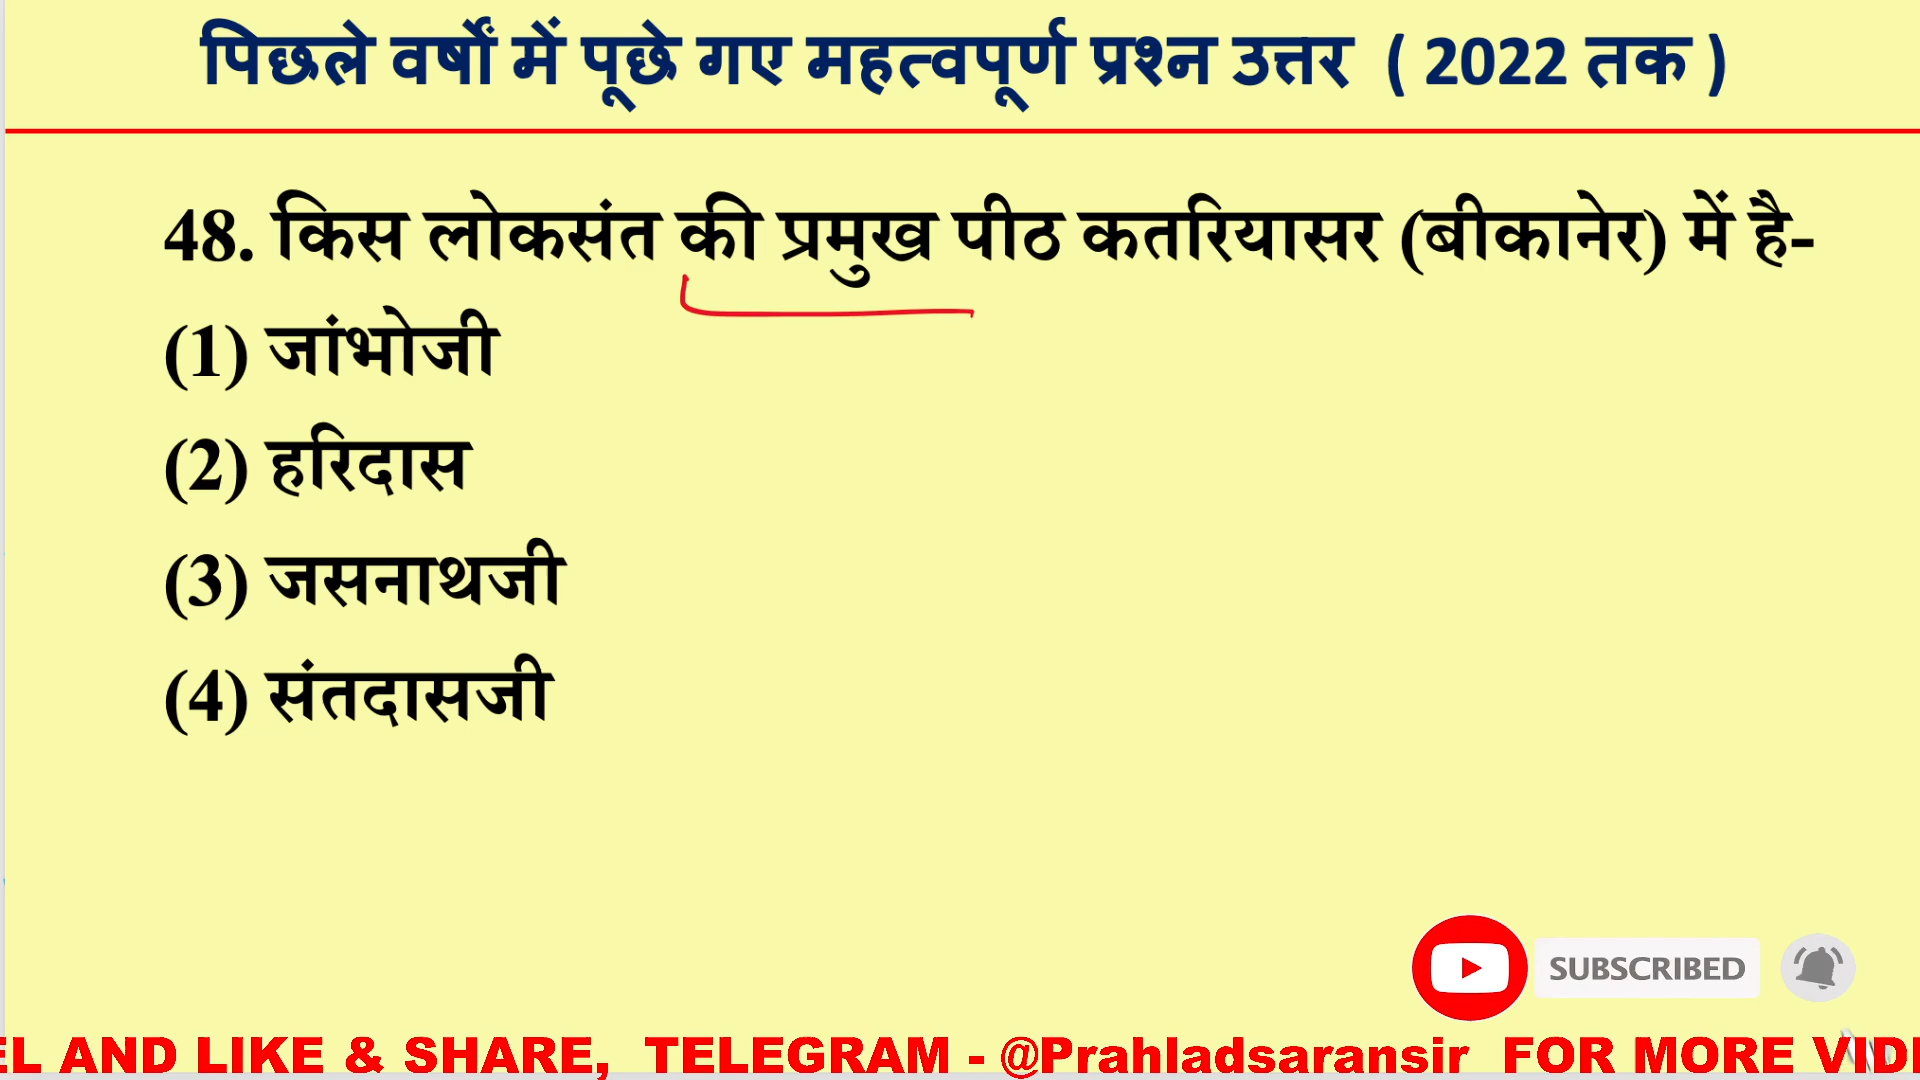 पिछले वर्षों में पूछे गए महत्वपूर्ण प्रश्न उत्तर ( 2022 तक )
48. किस लोकसंत की प्रमुख पीठ कतरियासर (बीकानेर) में है-
(1) जांभोजी
(2) हरिदास
(3) जसनाथजी
(4) संतदासजी
SUBSCRIBED
EL AND LIKE & SHARE, TELEGRAM - @Prahladsaransir FOR MORE VID